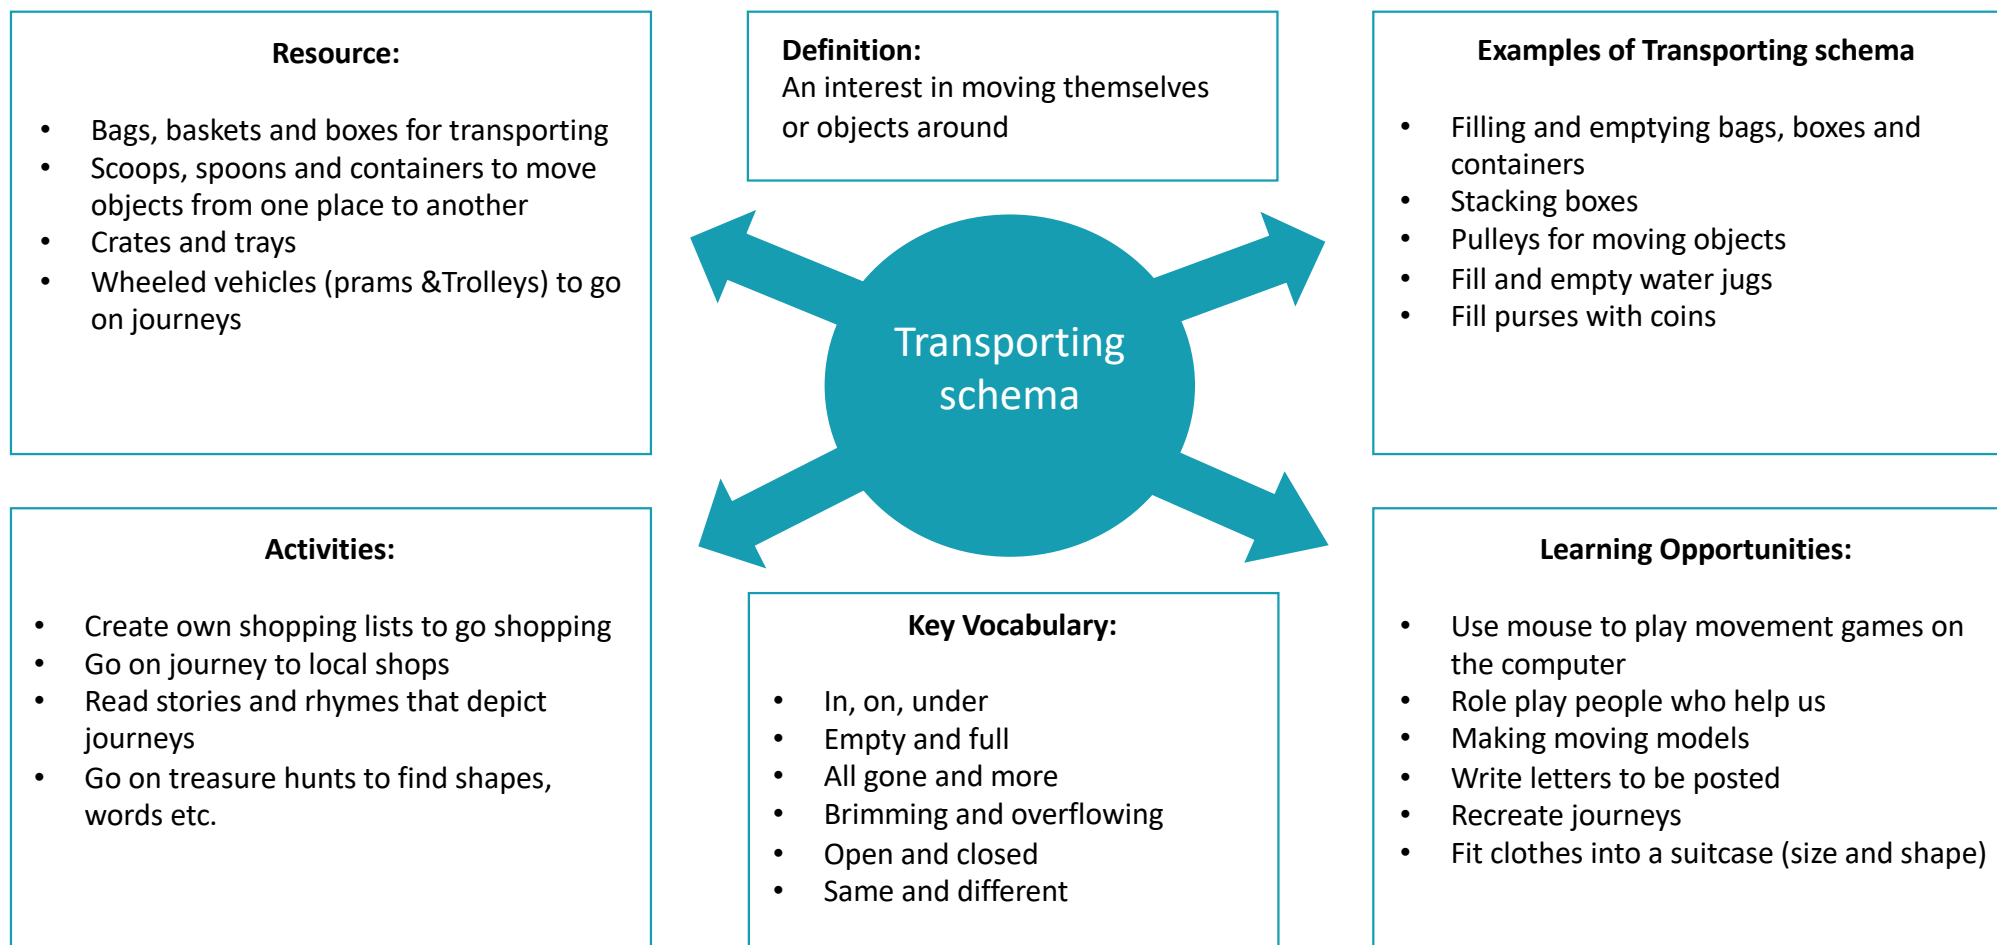 Resource:
• Bags, baskets and boxes for transporting
• Scoops, spoons and containers to move
objects from one place to another
• Crates and trays
• Wheeled vehicles (prams &Trolleys) to go
on journeys
Definition:
An interest in moving themselves
or objects around
Examples of Transporting schema
• Filling and emptying bags, boxes and
containers
• Stacking boxes
• Pulleys for moving objects
• Fill and empty water jugs
• Fill purses with coins
Transporting
schema
Activities:
• Create own shopping lists to go shopping
• Go on journey to local shops
• Read stories and rhymes that depict
journeys
• Go on treasure hunts to find shapes,
words etc.
Key Vocabulary:
• In, on, under
• Empty and full
• All gone and more
• Brimming and overflowing
• Open and closed
• Same and different
Learning Opportunities:
• Use mouse to play movement games on
the computer
• Role play people who help us
• Making moving models
• Write letters to be posted
• Recreate journeys
• Fit clothes into a suitcase (size and shape)